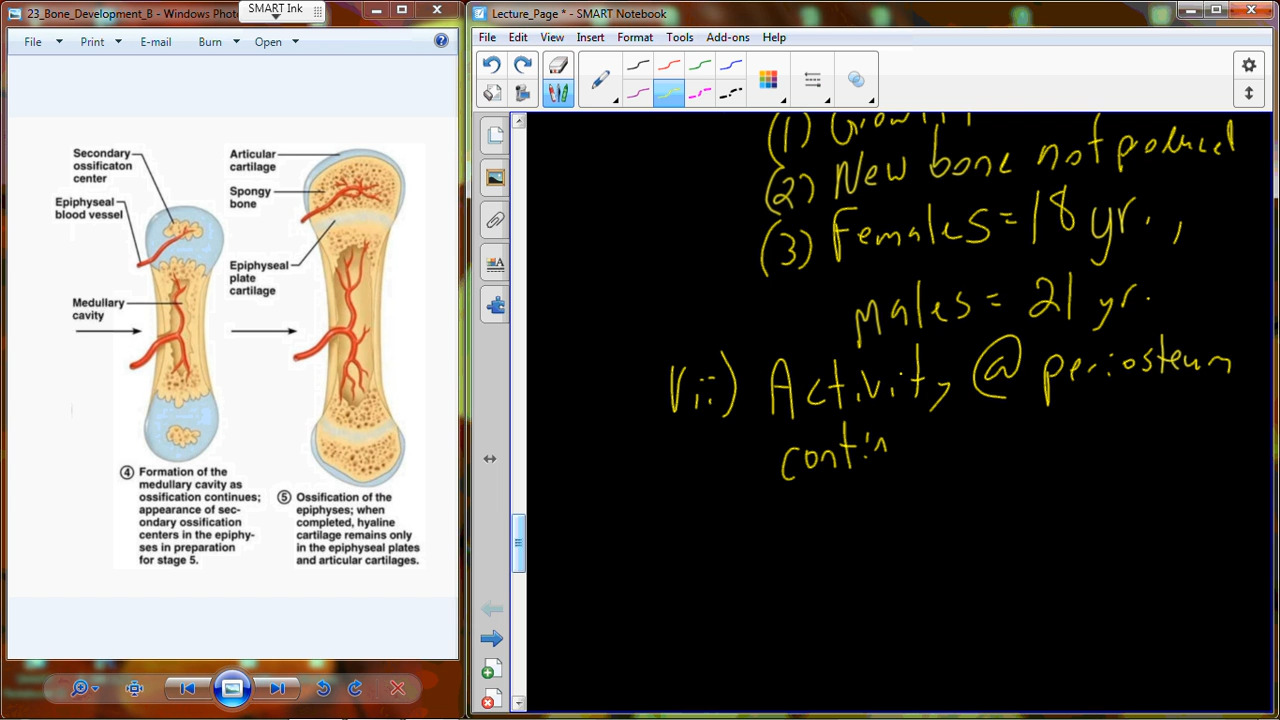 23_Bone_Development_B - Windows Phot
SMART Ink
File Print E-mail Burn Open
Secondary
ossificaton
center
Epiphyseal
blood vessel
Medullary
cavity
Articular
cartilage
Spongy
bone
Epiphyseal
plate
cartilage
④ Formation of the
medullary cavity as
ossification continues;
appearance of sec-
ondary ossification
centers in the epiphy-
ses in preparation
for stage 5.
⑤ Ossification of the
epiphyses; when
completed, hyaline
cartilage remains only
in the epiphyseal plates
and articular cartilages.
Lecture_Page * - SMART Notebook
File Edit View Insert Format Tools Add-ons Help
(1) Growth
(2) New bone not produced
(3) Females = 18 yr. ,
males = 21 yr.
vii) Activity @ periosteum
contin